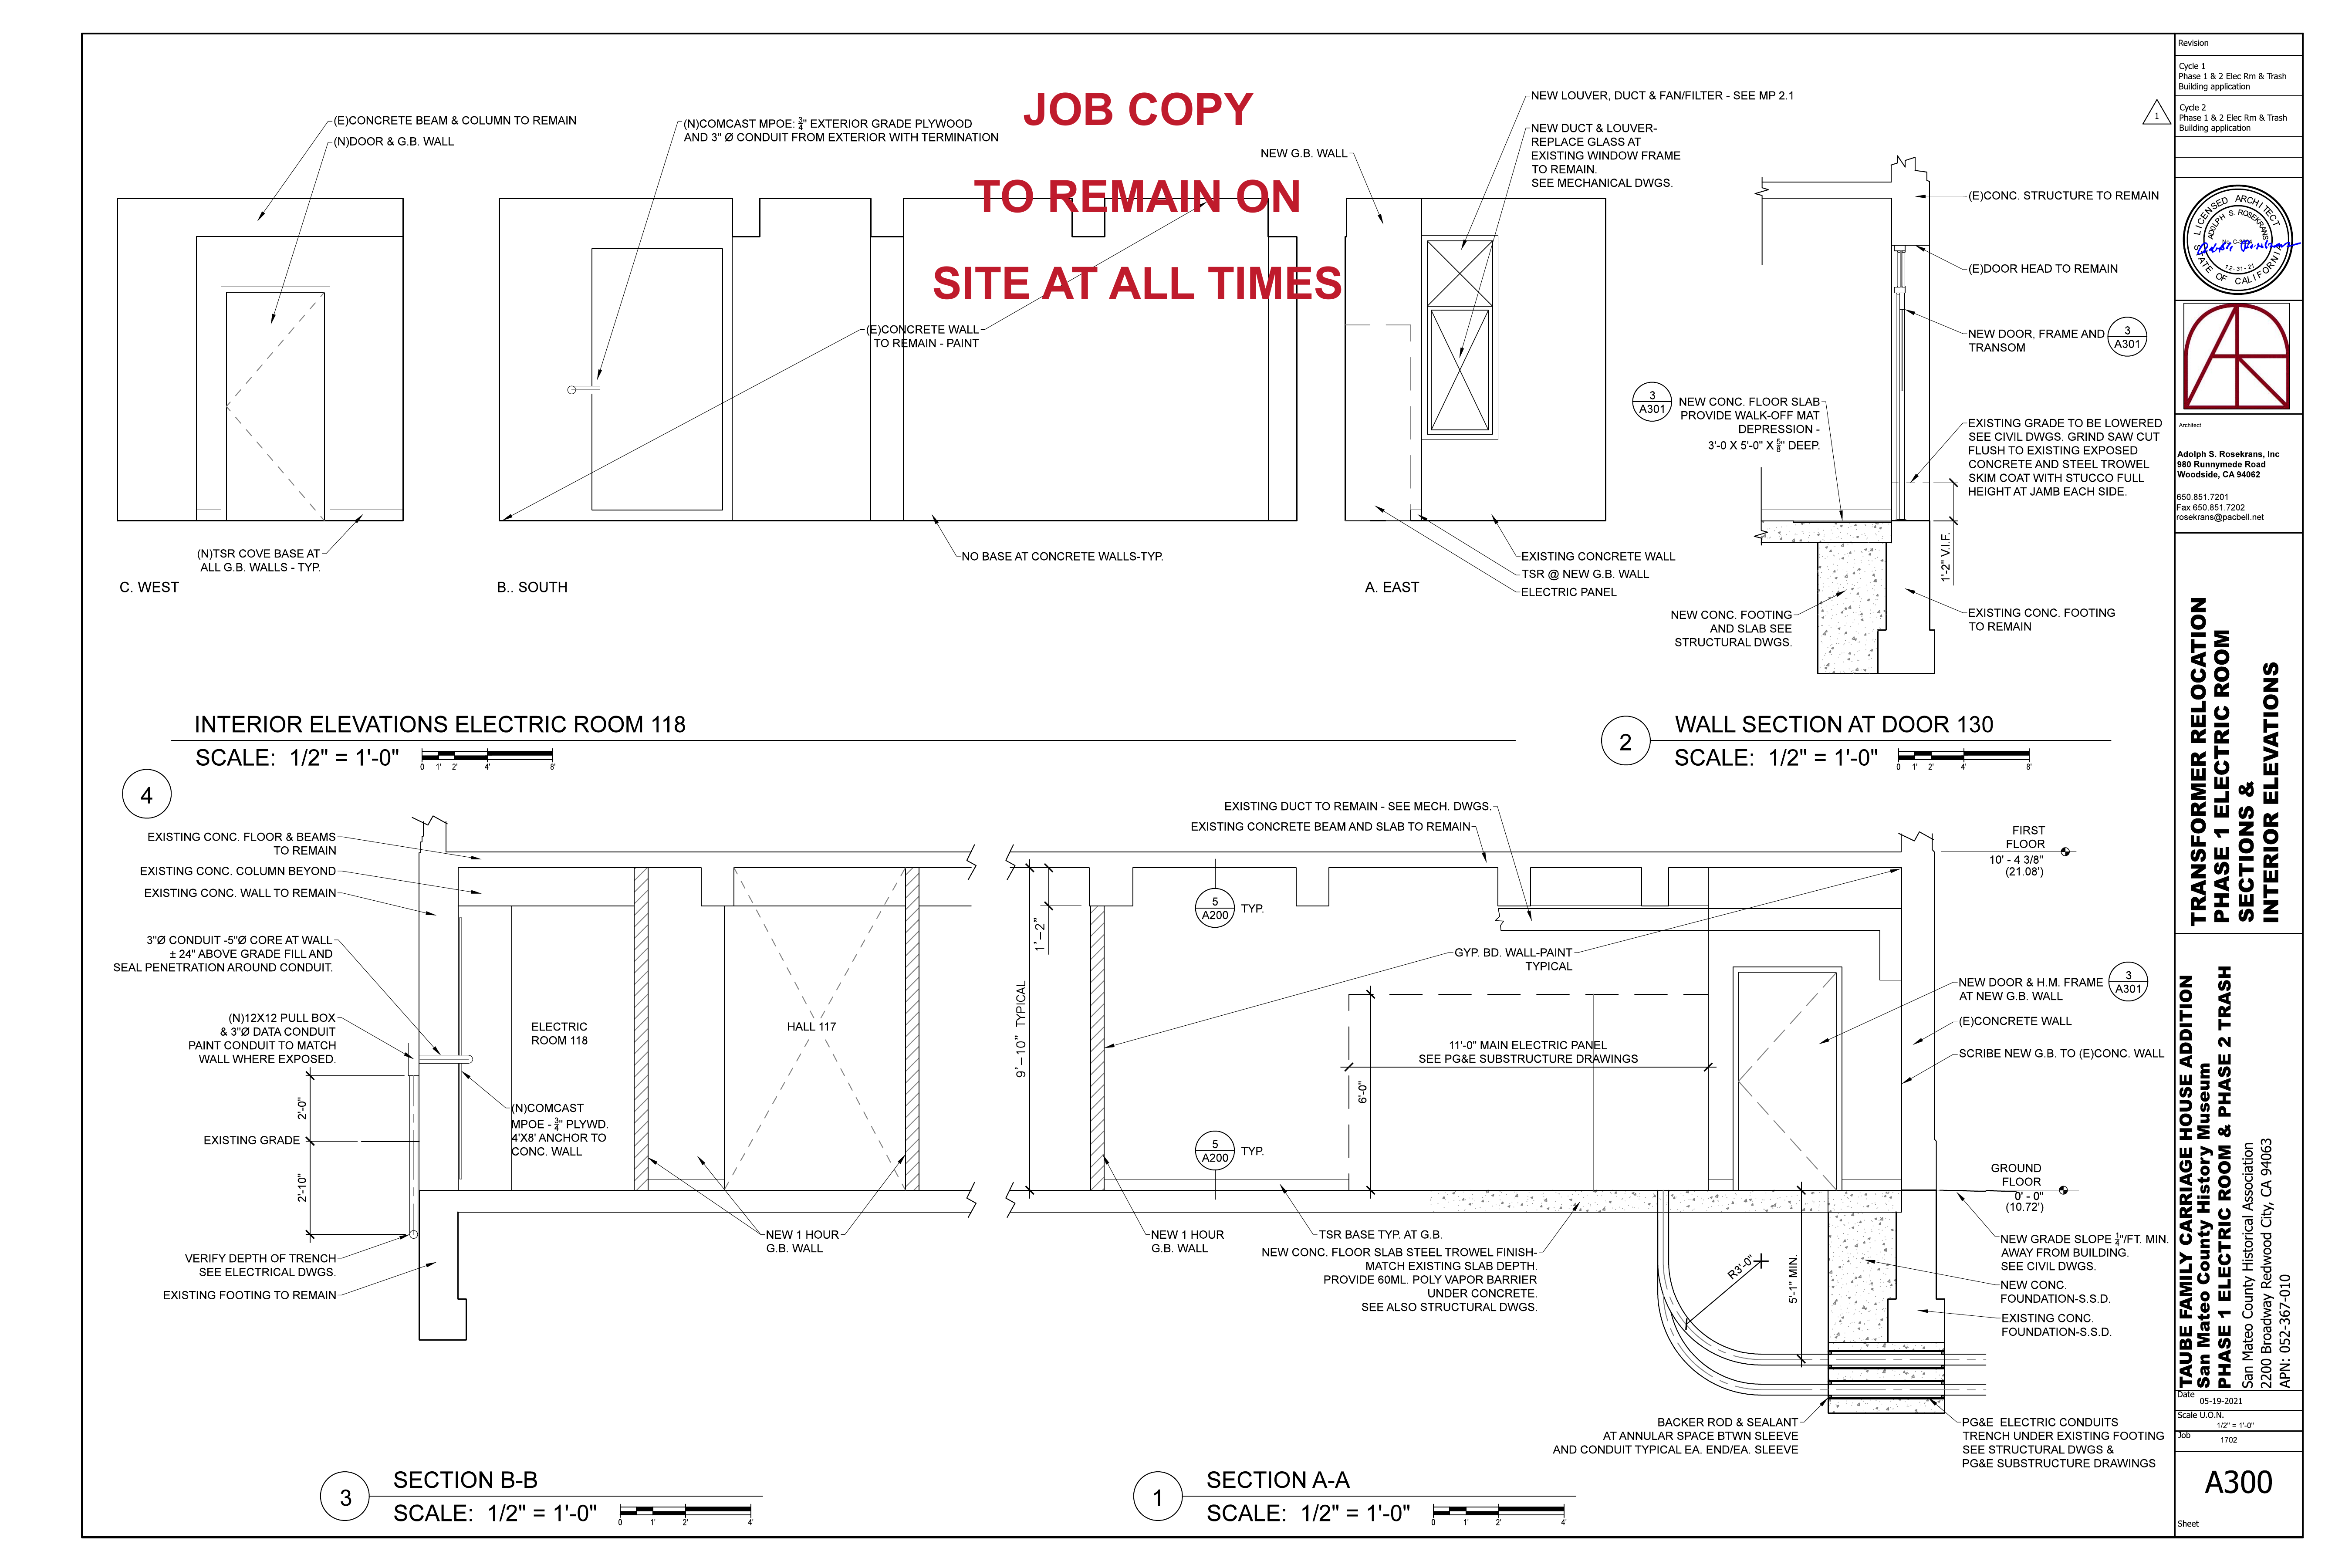 JOB COPY
TO REMAIN ON
SITE AT ALL TIMES
(E)CONCRETE BEAM & COLUMN TO REMAIN
(N)DOOR & G.B. WALL
(N)TSR COVE BASE AT
ALL G.B. WALLS - TYP.
C. WEST
(N)COMCAST MPOE: 3/4" EXTERIOR GRADE PLYWOOD
AND 3" Ø CONDUIT FROM EXTERIOR WITH TERMINATION
(E)CONCRETE WALL
TO REMAIN - PAINT
NO BASE AT CONCRETE WALLS-TYP.
B.. SOUTH
NEW G.B. WALL
NEW LOUVER, DUCT & FAN/FILTER - SEE MP 2.1
NEW DUCT & LOUVER-
REPLACE GLASS AT
EXISTING WINDOW FRAME
TO REMAIN.
SEE MECHANICAL DWGS.
EXISTING CONCRETE WALL
TSR @ NEW G.B. WALL
ELECTRIC PANEL
A. EAST
INTERIOR ELEVATIONS ELECTRIC ROOM 118
SCALE: 1/2" = 1'-0"
0 1' 2' 4' 8'
4
(E)CONC. STRUCTURE TO REMAIN
(E)DOOR HEAD TO REMAIN
NEW DOOR, FRAME AND
TRANSOM
3
A301
3
A301
NEW CONC. FLOOR SLAB
PROVIDE WALK-OFF MAT
DEPRESSION -
3'-0 X 5'-0" X 5/8" DEEP.
EXISTING GRADE TO BE LOWERED
SEE CIVIL DWGS. GRIND SAW CUT
FLUSH TO EXISTING EXPOSED
CONCRETE AND STEEL TROWEL
SKIM COAT WITH STUCCO FULL
HEIGHT AT JAMB EACH SIDE.
1'-2" V.I.F.
NEW CONC. FOOTING
AND SLAB SEE
STRUCTURAL DWGS.
EXISTING CONC. FOOTING
TO REMAIN
2
WALL SECTION AT DOOR 130
SCALE: 1/2" = 1'-0"
0 1' 2' 4' 8'
EXISTING CONC. FLOOR & BEAMS
TO REMAIN
EXISTING CONC. COLUMN BEYOND
EXISTING CONC. WALL TO REMAIN
3"Ø CONDUIT -5"Ø CORE AT WALL
± 24" ABOVE GRADE FILL AND
SEAL PENETRATION AROUND CONDUIT.
(N)12X12 PULL BOX
& 3"Ø DATA CONDUIT
PAINT CONDUIT TO MATCH
WALL WHERE EXPOSED.
2'-0"
EXISTING GRADE
2'-10"
VERIFY DEPTH OF TRENCH
SEE ELECTRICAL DWGS.
EXISTING FOOTING TO REMAIN
ELECTRIC
ROOM 118
HALL 117
(N)COMCAST
MPOE - 3/4" PLYWD.
4'X8' ANCHOR TO
CONC. WALL
NEW 1 HOUR
G.B. WALL
3
SECTION B-B
SCALE: 1/2" = 1'-0"
0 1' 2' 4'
EXISTING DUCT TO REMAIN - SEE MECH. DWGS.
EXISTING CONCRETE BEAM AND SLAB TO REMAIN
1'-2"
9'-10" TYPICAL
5
A200
TYP.
GYP. BD. WALL-PAINT
TYPICAL
11'-0" MAIN ELECTRIC PANEL
SEE PG&E SUBSTRUCTURE DRAWINGS
6'-0"
5
A200
TYP.
FIRST
FLOOR
10' - 4 3/8"
(21.08')
NEW DOOR & H.M. FRAME
AT NEW G.B. WALL
3
A301
(E)CONCRETE WALL
SCRIBE NEW G.B. TO (E)CONC. WALL
GROUND
FLOOR
0' - 0"
(10.72')
NEW 1 HOUR
G.B. WALL
TSR BASE TYP. AT G.B.
NEW CONC. FLOOR SLAB STEEL TROWEL FINISH-
MATCH EXISTING SLAB DEPTH.
PROVIDE 60ML. POLY VAPOR BARRIER
UNDER CONCRETE.
SEE ALSO STRUCTURAL DWGS.
R3'-0"
5'-1" MIN.
NEW GRADE SLOPE 1/4"/FT. MIN.
AWAY FROM BUILDING.
SEE CIVIL DWGS.
NEW CONC.
FOUNDATION-S.S.D.
EXISTING CONC.
FOUNDATION-S.S.D.
BACKER ROD & SEALANT
AT ANNULAR SPACE BTWN SLEEVE
AND CONDUIT TYPICAL EA. END/EA. SLEEVE
PG&E ELECTRIC CONDUITS
TRENCH UNDER EXISTING FOOTING
SEE STRUCTURAL DWGS &
PG&E SUBSTRUCTURE DRAWINGS
1
SECTION A-A
SCALE: 1/2" = 1'-0"
0 1' 2' 4'
Revision
Cycle 1
Phase 1 & 2 Elec Rm & Trash
Building application
1
Cycle 2
Phase 1 & 2 Elec Rm & Trash
Building application
LICENSED ARCHITECT
ADOLPH S. ROSEKRANS
12-31-21
STATE OF CALIFORNIA
Architect
Adolph S. Rosekrans, Inc
980 Runnymede Road
Woodside, CA 94062
650.851.7201
Fax 650.851.7202
rosekrans@pacbell.net
TRANSFORMER RELOCATION
PHASE 1 ELECTRIC ROOM
SECTIONS &
INTERIOR ELEVATIONS
TAUBE FAMILY CARRIAGE HOUSE ADDITION
San Mateo County History Museum
PHASE 1 ELECTRIC ROOM & PHASE 2 TRASH
San Mateo County Historical Association
2200 Broadway Redwood City, CA 94063
APN: 052-367-010
Date
05-19-2021
Scale U.O.N.
1/2" = 1'-0"
Job
1702
A300
Sheet